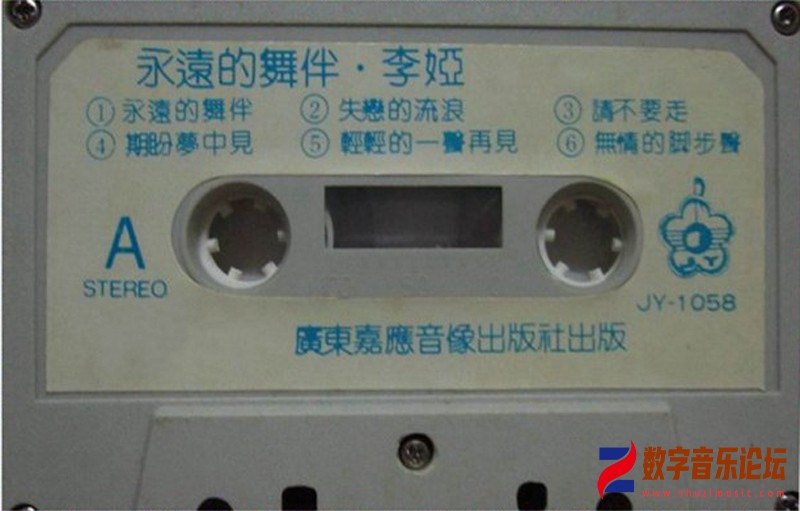 永遠的舞伴·李婭
①永遠的舞伴 ②失戀的流浪 ③請不要走
④期盼夢中見 ⑤輕輕的一聲再見 ⑥無情的脚步聲
A
STEREO
JY
JY-1058
廣東嘉應音像出版社出版
数字音乐论坛